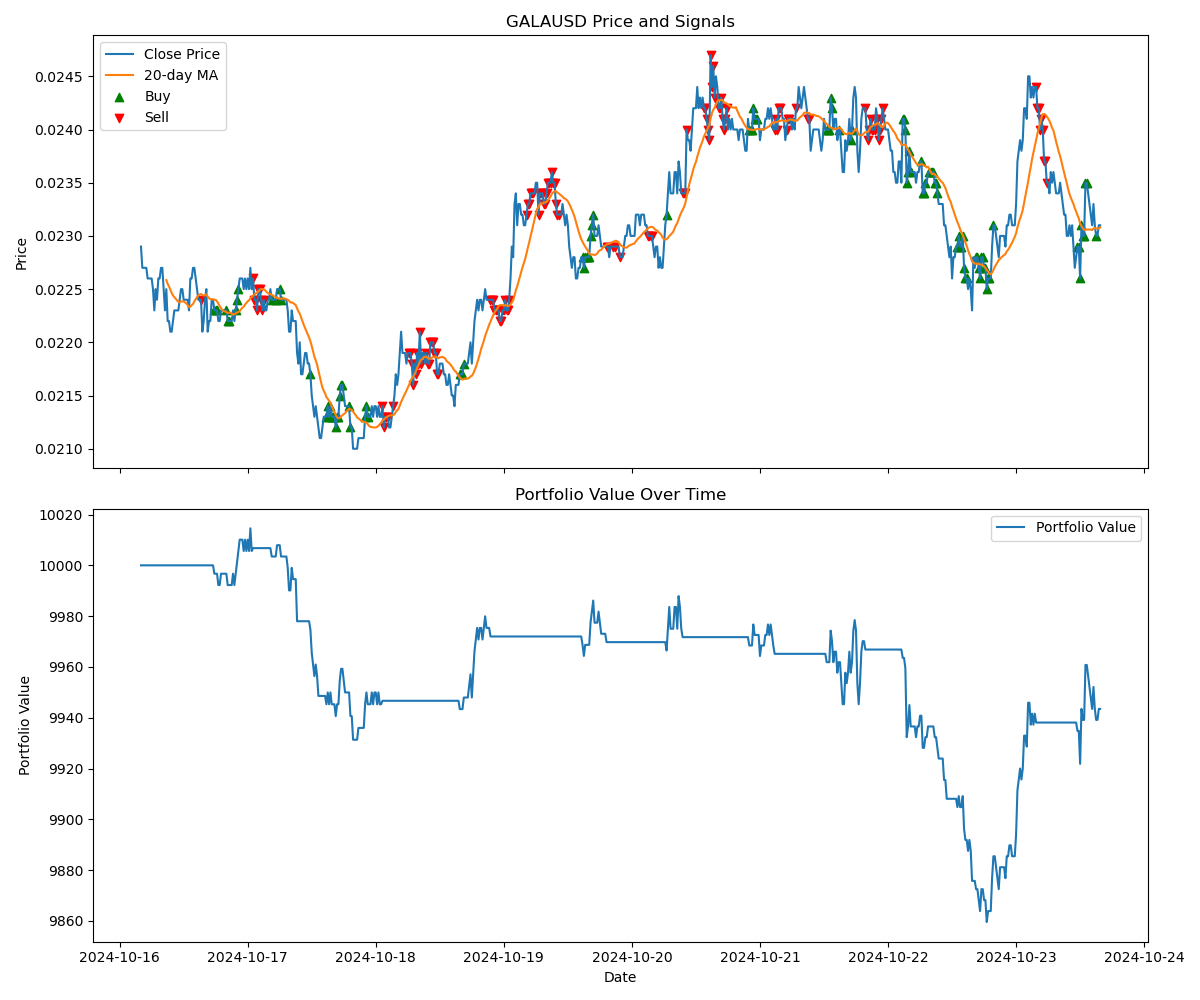 GALAUSD Price and Signals
Close Price
20-day MA
Buy
Sell
0.0245
0.0240
0.0235
0.0230
0.0225
0.0220
0.0215
0.0210
Price
Portfolio Value Over Time
Portfolio Value
10020
10000
9980
9960
9940
9920
9900
9880
9860
Portfolio Value
2024-10-16
2024-10-17
2024-10-18
2024-10-19
2024-10-20
2024-10-21
2024-10-22
2024-10-23
2024-10-24
Date